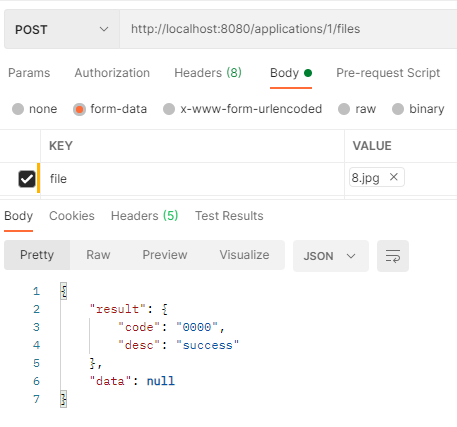 POST http://localhost:8080/applications/1/files
Params Authorization Headers (8) Body Pre-request Script
none form-data x-www-form-urlencoded raw binary
KEY VALUE
file 8.jpg
Body Cookies Headers (5) Test Results
Pretty Raw Preview Visualize JSON
1 {
2 "result": {
3 "code": "0000",
4 "desc": "success"
5 },
6 "data": null
7 }